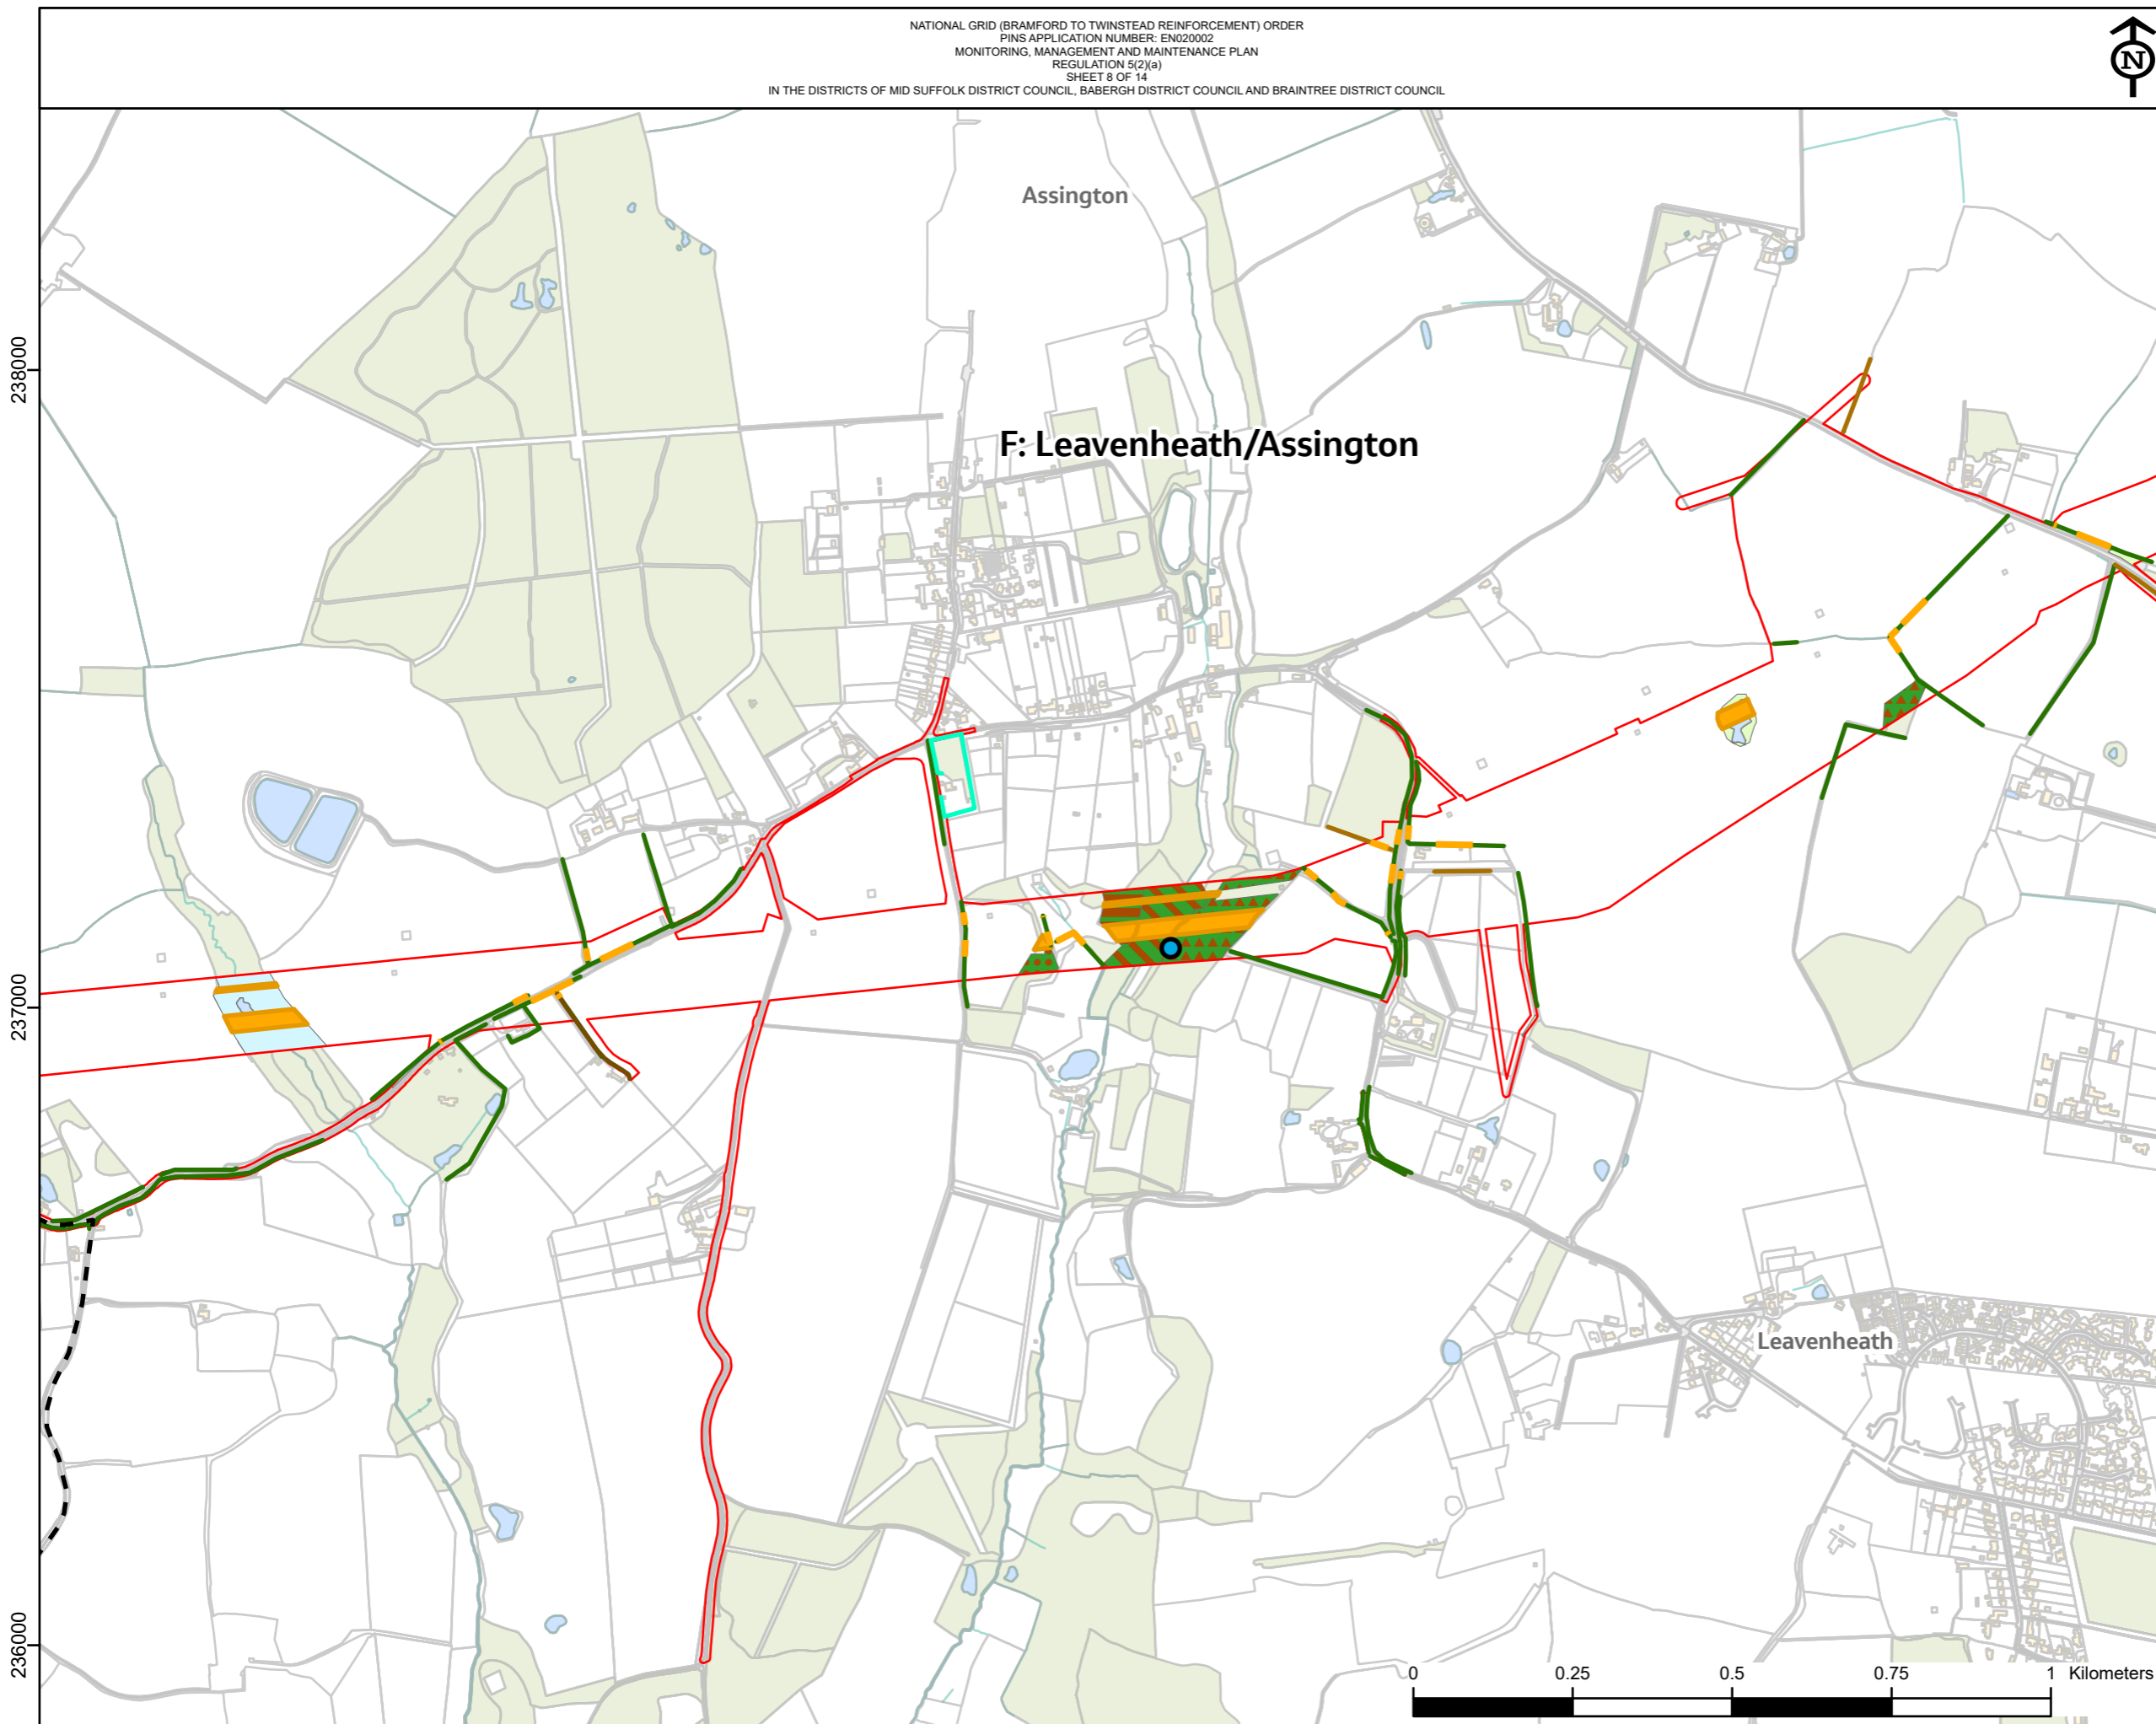 NATIONAL GRID (BRAMFORD TO TWINSTEAD REINFORCEMENT) ORDER
PINS APPLICATION NUMBER: EN020002
MONITORING, MANAGEMENT AND MAINTENANCE PLAN
REGULATION 5(2)(a)
SHEET 8 OF 14
IN THE DISTRICTS OF MID SUFFOLK DISTRICT COUNCIL, BABERGH DISTRICT COUNCIL AND BRAINTREE DISTRICT COUNCIL
N
Assington
238000
F: Leavenheath/Assington
237000
Leavenheath
236000
0 0.25 0.5 0.75 1 Kilometers